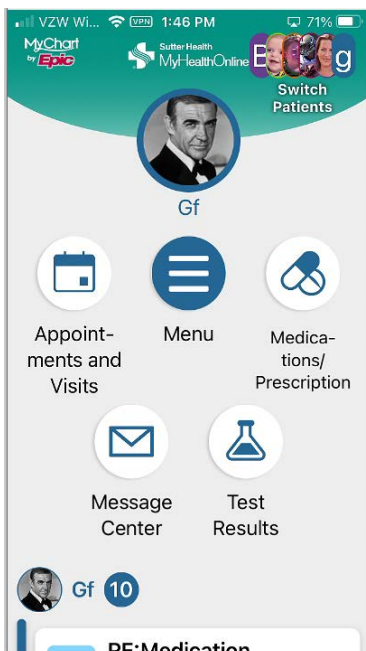 VZW Wi... VPN 1:46 PM 71%
MyChart
by Epic
Sutter Health
MyHealthOnline
B g
Switch
Patients
Gf
Appoint-
ments and
Visits
Menu
Medica-
tions/
Prescription
Message
Center
Test
Results
Gf 10
RE:Medication